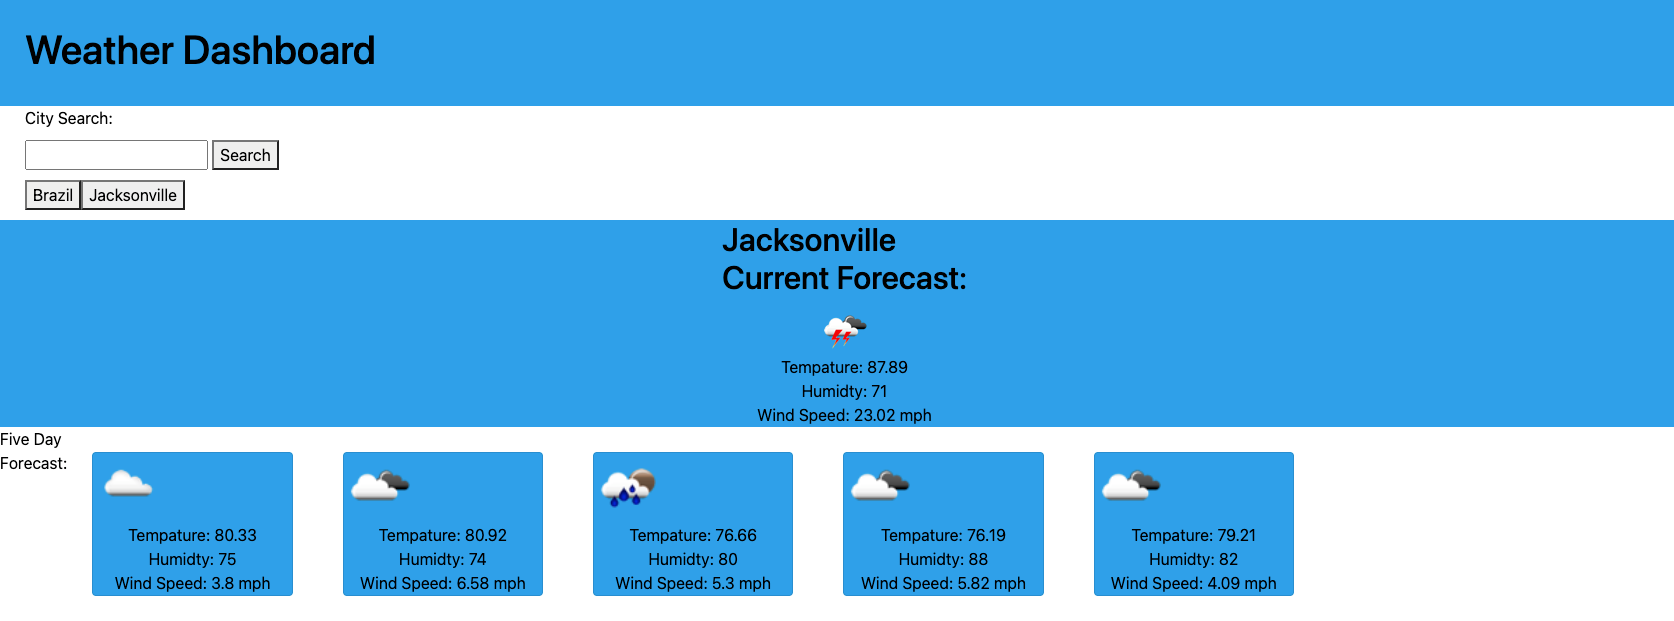 Weather Dashboard
City Search:
Search
Brazil Jacksonville
Jacksonville
Current Forecast:
Tempature: 87.89
Humidty: 71
Wind Speed: 23.02 mph
Five Day
Forecast:
Tempature: 80.33
Humidty: 75
Wind Speed: 3.8 mph
Tempature: 80.92
Humidty: 74
Wind Speed: 6.58 mph
Tempature: 76.66
Humidty: 80
Wind Speed: 5.3 mph
Tempature: 76.19
Humidty: 88
Wind Speed: 5.82 mph
Tempature: 79.21
Humidty: 82
Wind Speed: 4.09 mph